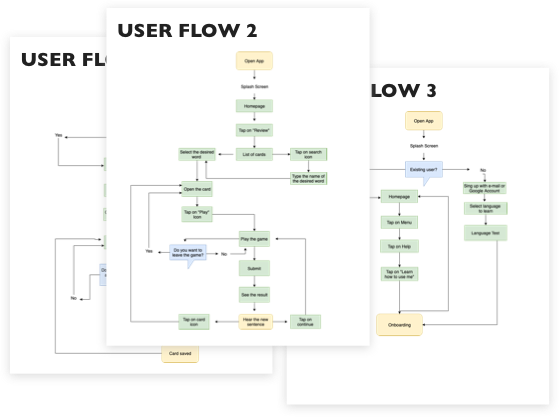 USER FLO
Yes
Do
No
Card saved
USER FLOW 2
Open App
Splash Screen
Homepage
Tap on "Review"
Select the desired
word
List of cards
Tap on search
icon
Type the name of
the desired word
Open the card
Tap on "Play"
icon
Play the game
Yes
Do you want to
leave the game?
No
Submit
See the result
Tap on card
icon
Hear the new
sentence
Tap on
continue
LOW 3
Open App
Splash Screen
Existing user?
No
Sing up with e-mail or
Google Account
Homepage
Select language
to learn
Tap on Menu
Language Test
Tap on Help
Tap on "Learn
how to use me"
Onboarding